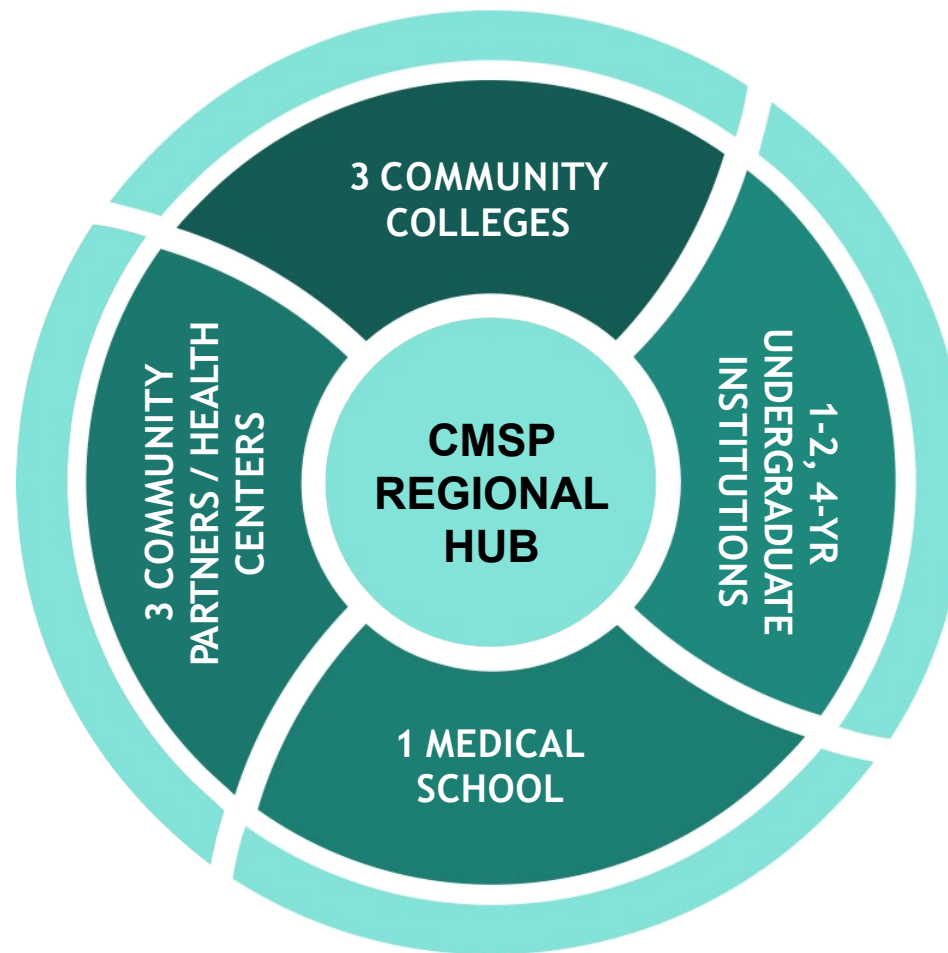 3 COMMUNITY
COLLEGES
1-2, 4-YR
UNDERGRADUATE
INSTITUTIONS
1 MEDICAL
SCHOOL
3 COMMUNITY
PARTNERS / HEALTH
CENTERS
CMSP
REGIONAL
HUB